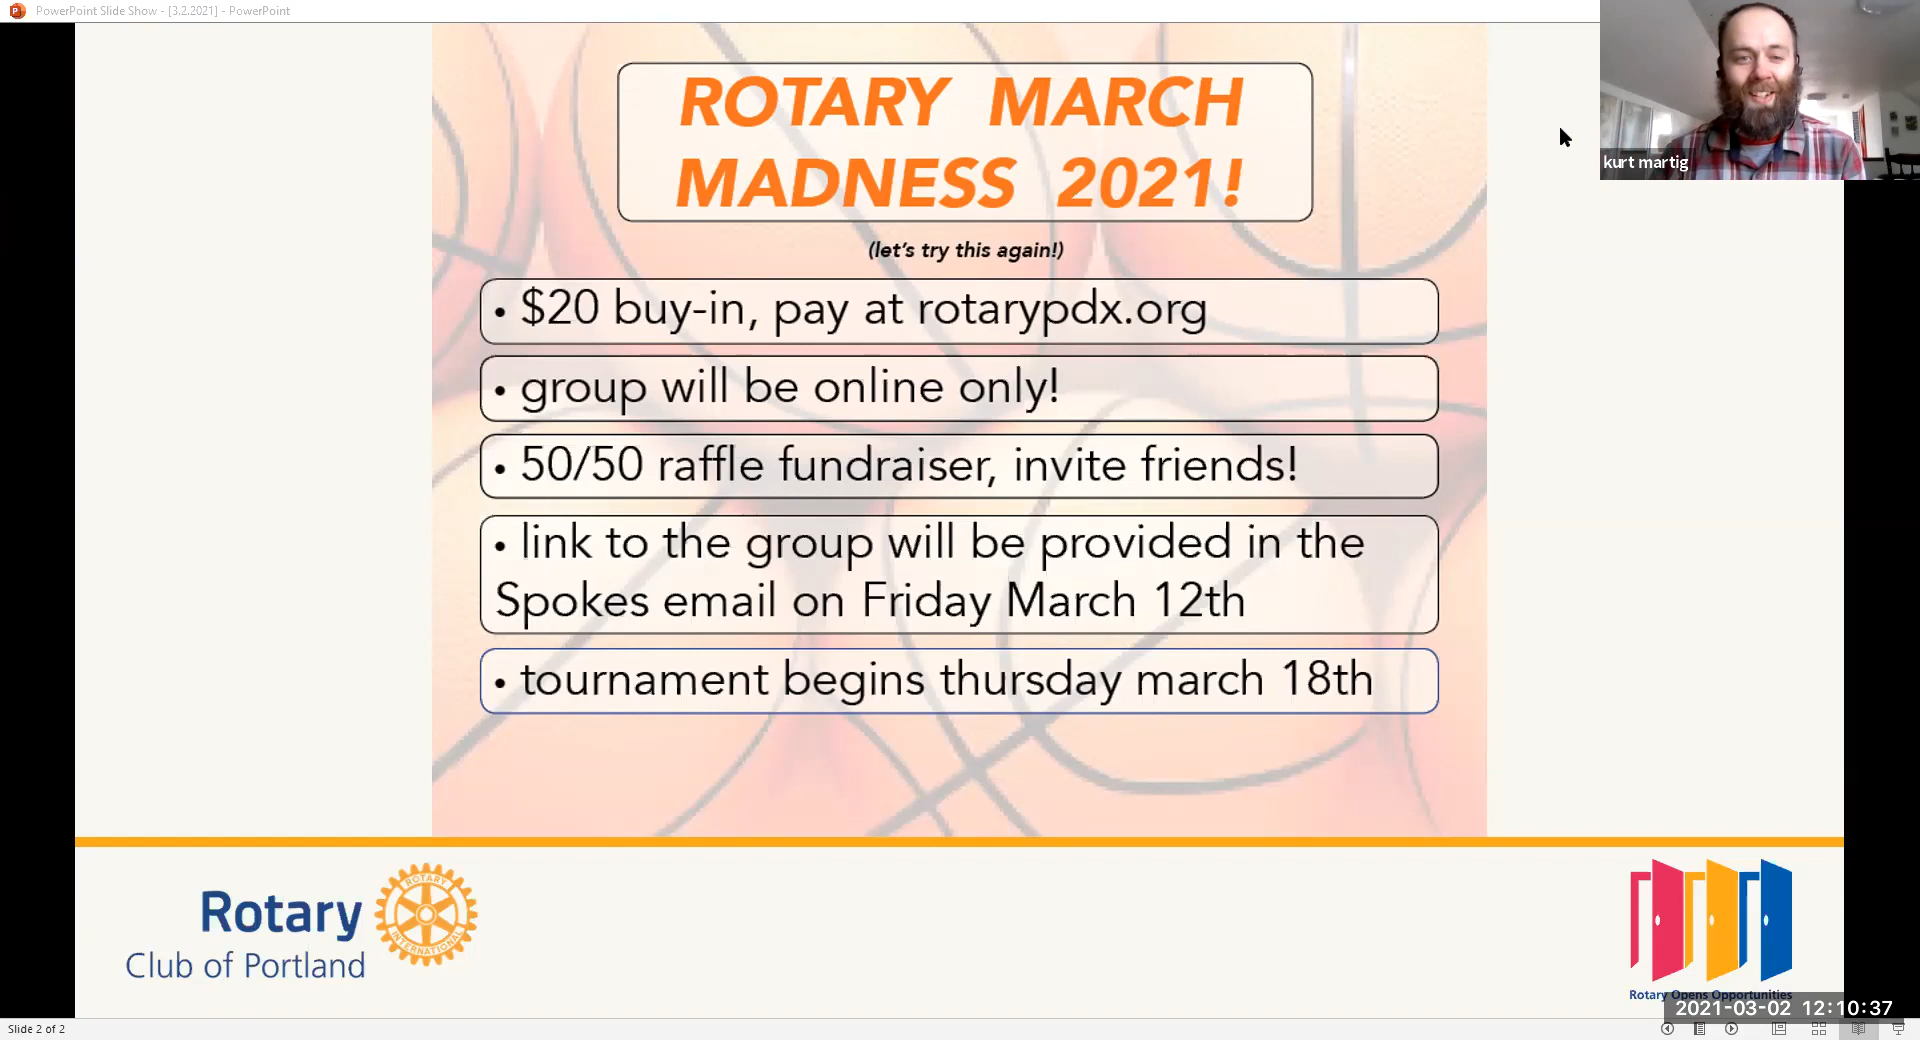 PowerPoint Slide Show - [3.2.2021] - PowerPoint
kurt martig
ROTARY MARCH
MADNESS 2021!
(let's try this again!)
• $20 buy-in, pay at rotarypdx.org
• group will be online only!
• 50/50 raffle fundraiser, invite friends!
• link to the group will be provided in the
Spokes email on Friday March 12th
• tournament begins thursday march 18th
Rotary
Club of Portland
ROTARY
INTERNATIONAL
Rotary Opens Opportunities
2021-03-02 12:10:37
Slide 2 of 2